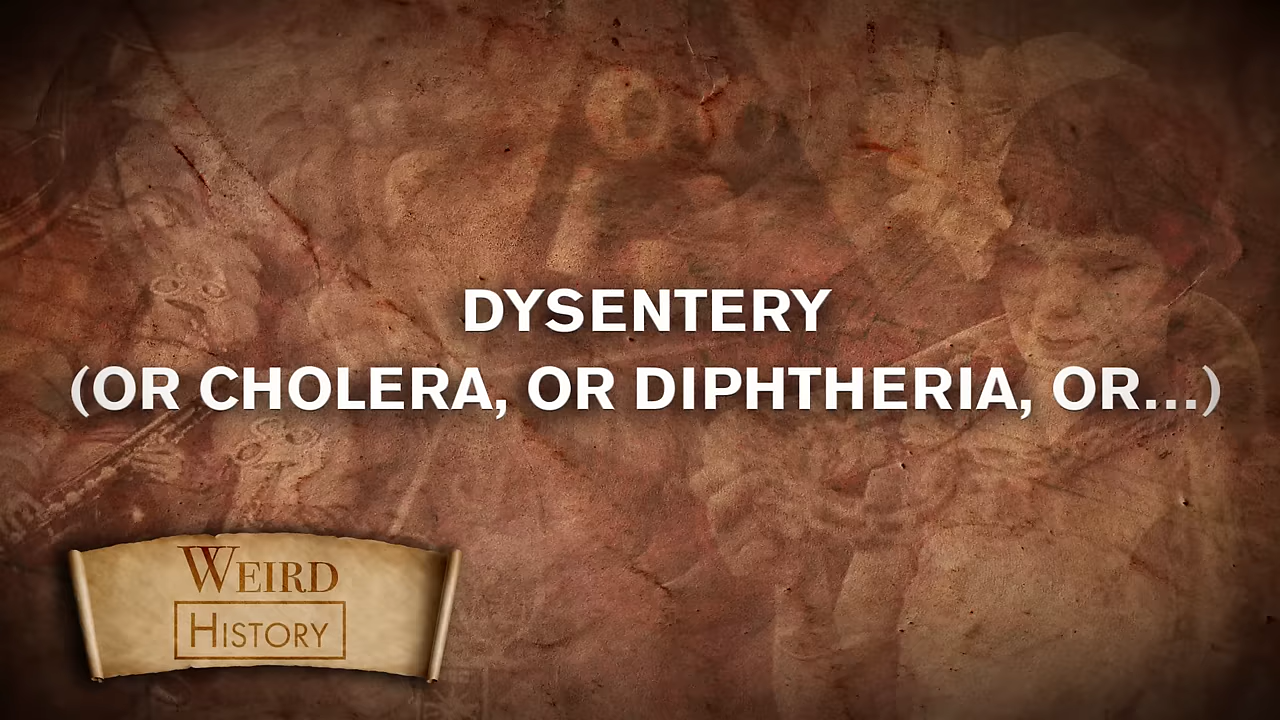 DYSENTERY
(OR CHOLERA, OR DIPHTHERIA, OR...)
WEIRD
HISTORY